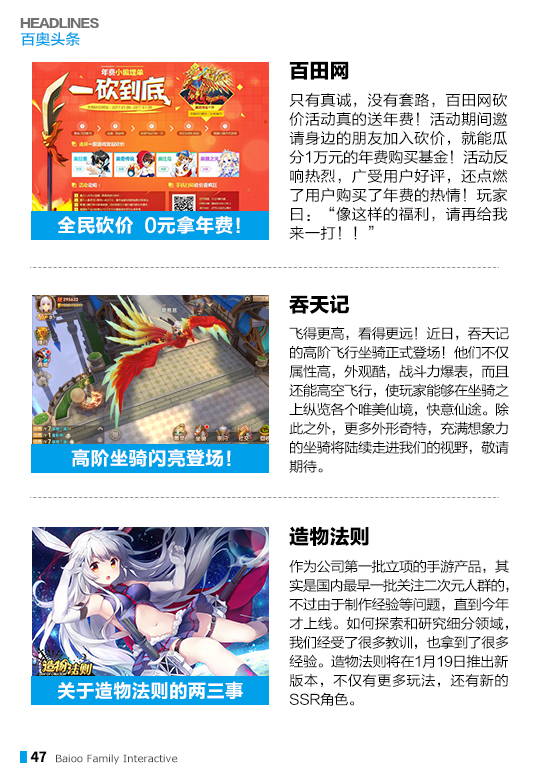 HEADLINES
百奥头条
年费小抢埋单
一砍到底
全民砍价 0元拿年费！
百田网
只有真诚，没有套路，百田网砍
价活动真的送年费！活动期间邀
请身边的朋友加入砍价，就能瓜
分1万元的年费购买基金！活动反
响热烈，广受用户好评，还点燃
了用户购买了年费的热情！玩家
曰：“像这样的福利，请再给我
来一打！！”
高阶坐骑闪亮登场！
吞天记
飞得更高，看得更远！近日，吞天记
的高阶飞行坐骑正式登场！他们不仅
属性高，外观酷，战斗力爆表，而且
还能高空飞行，使玩家能够在坐骑之
上纵览各个唯美仙境，快意仙途。除
此之外，更多外形奇特，充满想象力
的坐骑将陆续走进我们的视野，敬请
期待。
造物法则
关于造物法则的两三事
造物法则
作为公司第一批立项的手游产品，其
实是国内最早一批关注二次元人群的，
不过由于制作经验等问题，直到今年
才上线。如何探索和研究细分领域，
我们经受了很多教训，也拿到了很多
经验。造物法则将在1月19日推出新
版本，不仅有更多玩法，还有新的
SSR角色。
47 Baioo Family Interactive